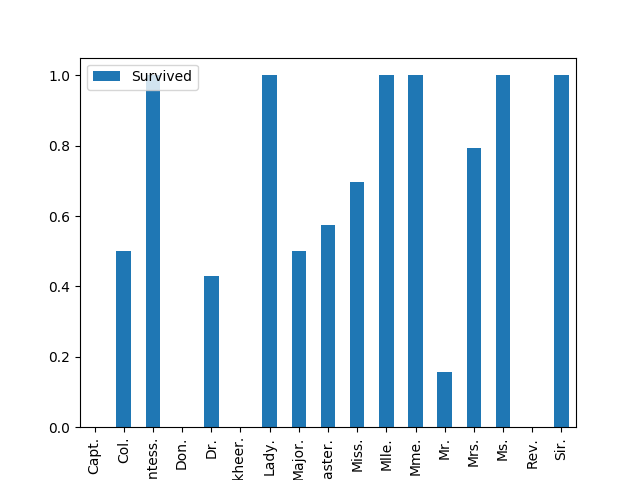 Survived
1.0
0.8
0.6
0.4
0.2
0.0
Capt.
Col.
ntess.
Don.
Dr.
kheer.
Lady.
Major.
aster.
Miss.
Mlle.
Mme.
Mr.
Mrs.
Ms.
Rev.
Sir.